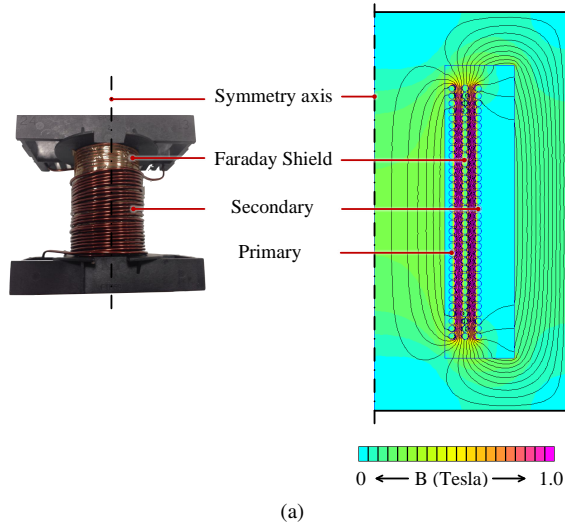 Symmetry axis
Faraday Shield
Secondary
Primary
0 B (Tesla) 1.0
(a)